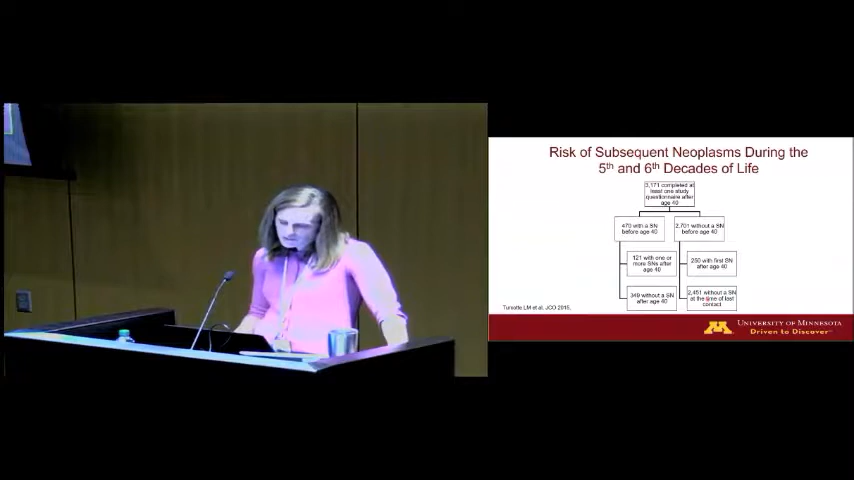 Risk of Subsequent Neoplasms During the
5th and 6th Decades of Life
3,171 completed at
least one study
questionnaire after
age 40
470 with a SN
before age 40
2,701 without a SN
before age 40
121 with one or
more SNs after
age 40
250 with first SN
after age 40
349 without a SN
after age 40
2,451 without a SN
at the time of last
contact
Turcotte LM et al. JCO 2015.
UNIVERSITY OF MINNESOTA
Driven to Discover